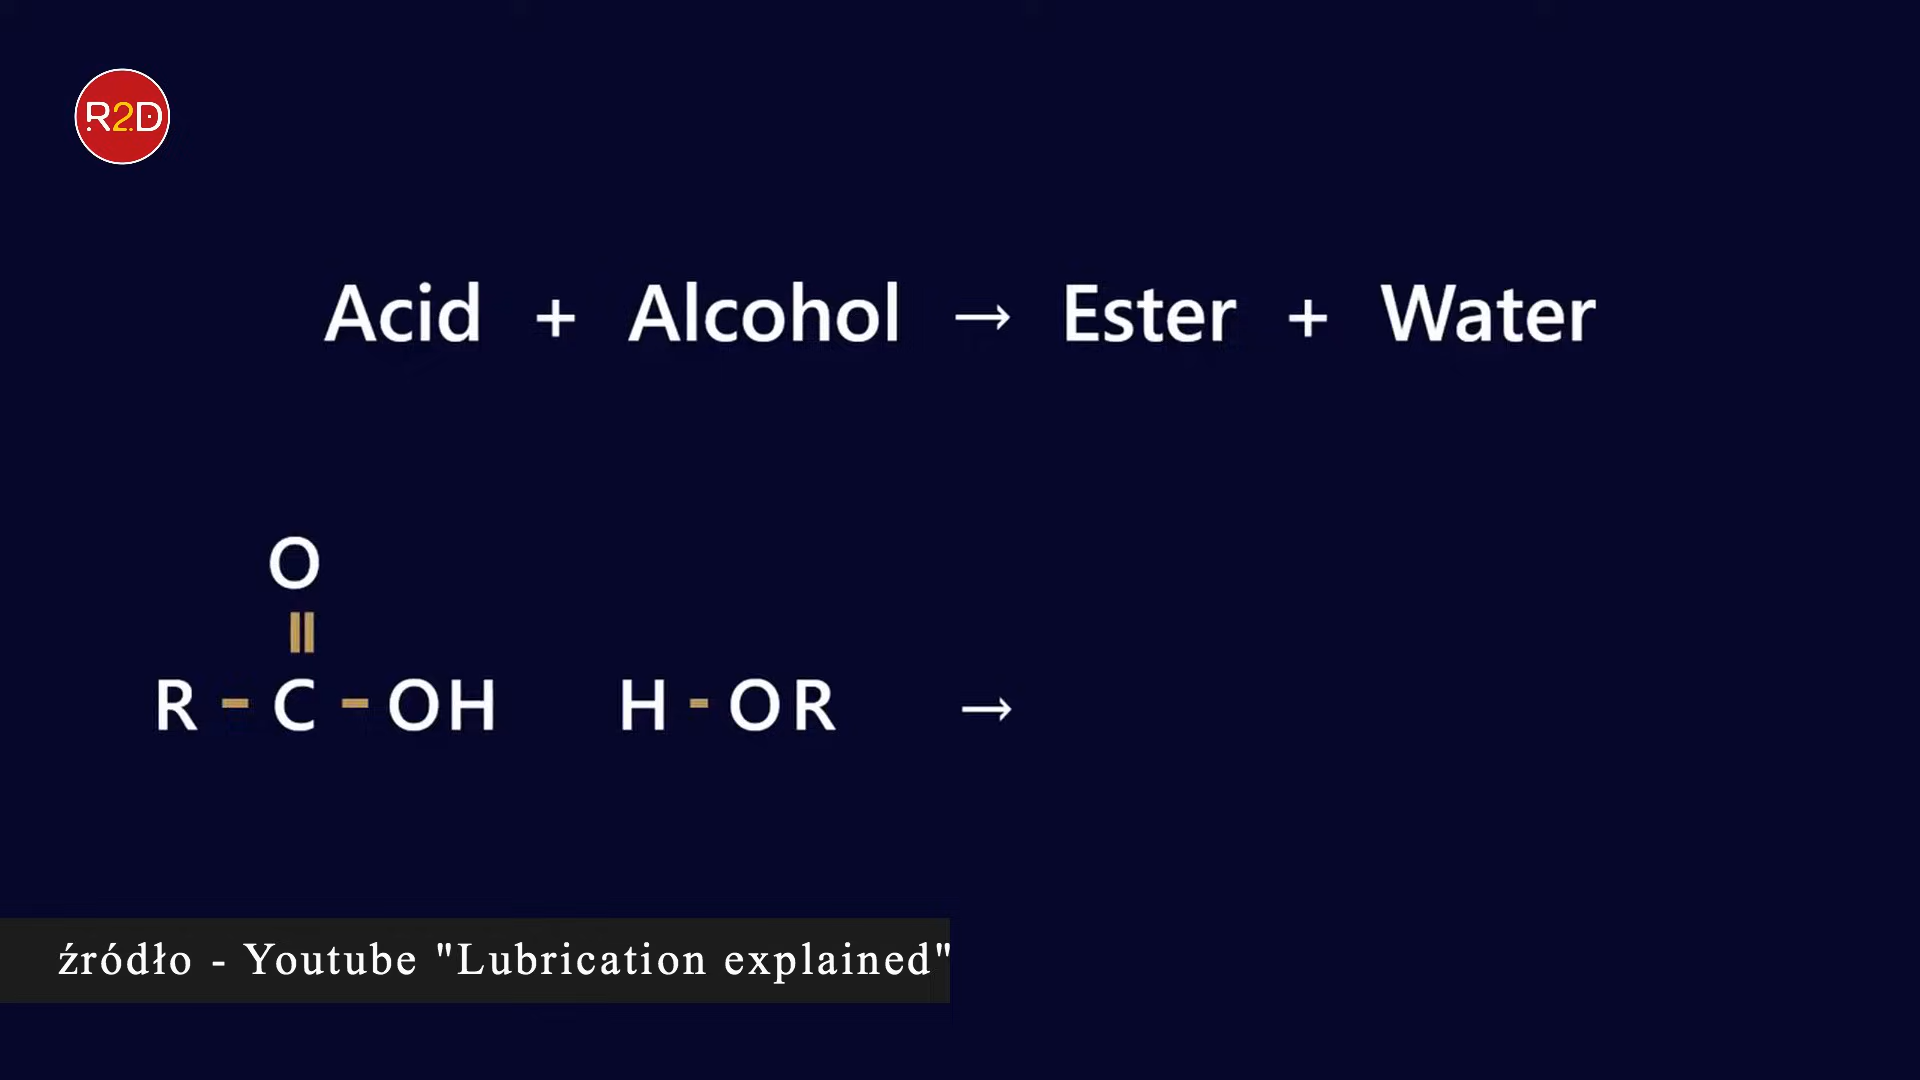 R2D
Acid + Alcohol → Ester + Water
O
R - C - OH H - OR →
źródło - Youtube "Lubrication explained"